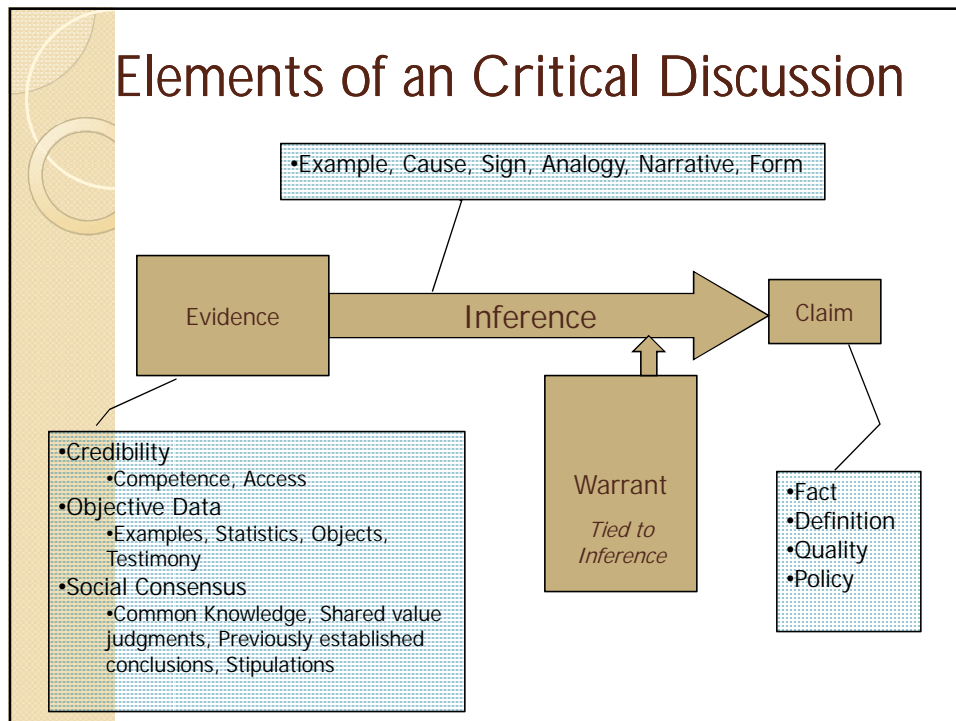 Elements of an Critical Discussion
•Example, Cause, Sign, Analogy, Narrative, Form
Evidence
Inference
Claim
•Credibility
•Competence, Access
•Objective Data
•Examples, Statistics, Objects,
Testimony
•Social Consensus
•Common Knowledge, Shared value
judgments, Previously established
conclusions, Stipulations
Warrant
Tied to
Inference
•Fact
•Definition
•Quality
•Policy